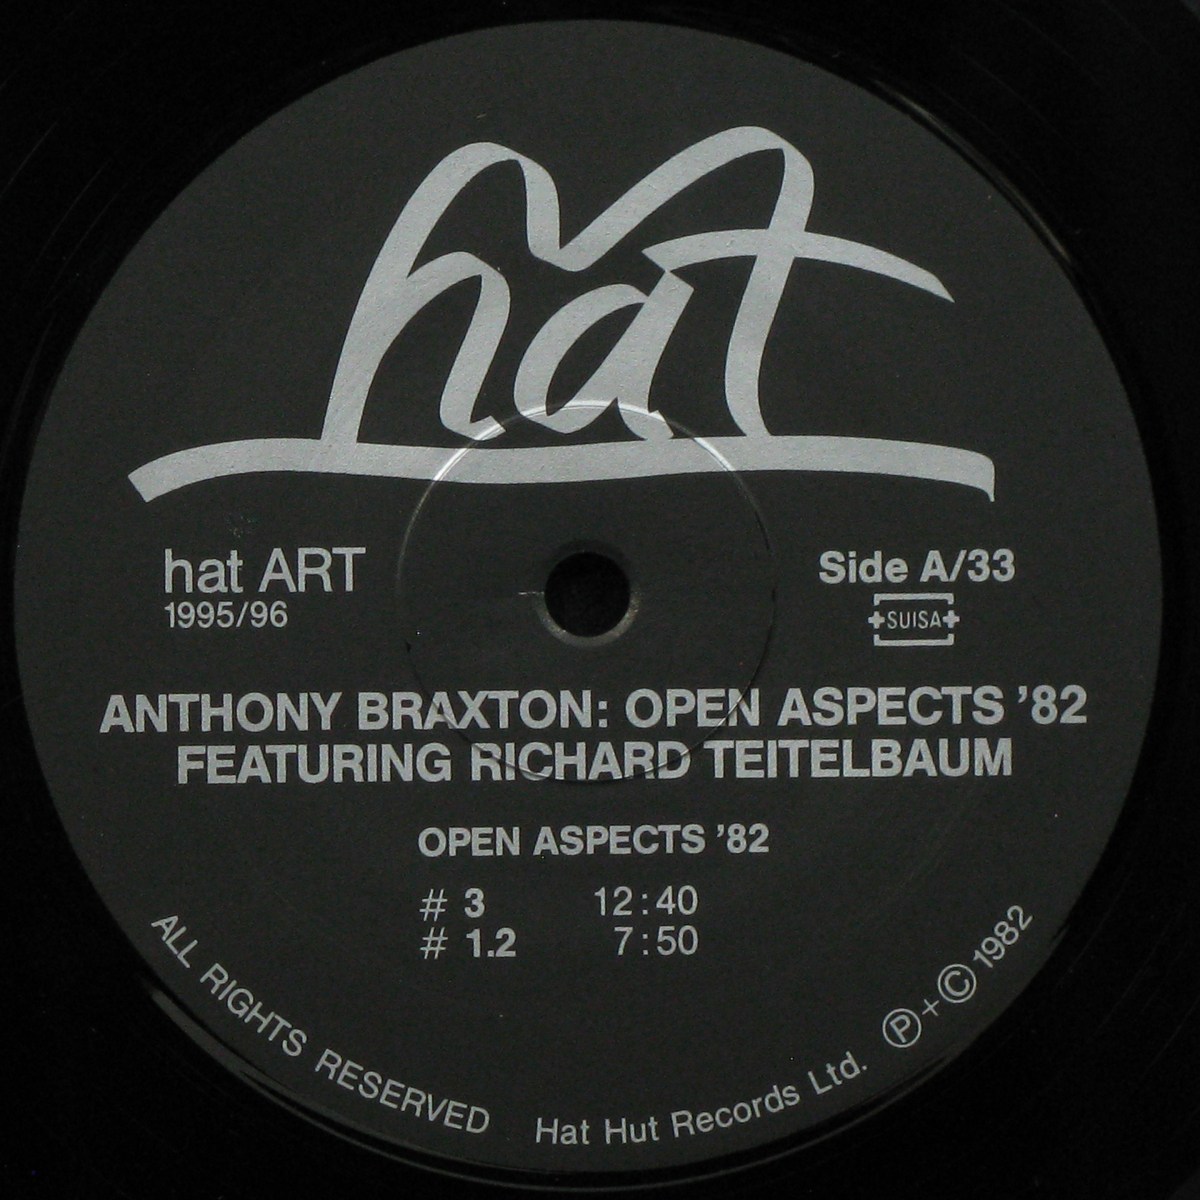 hat
hat ART
1995/96
Side A/33
SUISA
ANTHONY BRAXTON: OPEN ASPECTS ’82
FEATURING RICHARD TEITELBAUM
OPEN ASPECTS ’82
# 3 12:40
# 1.2 7:50
ALL RIGHTS RESERVED Hat Hut Records Ltd. Ⓟ+© 1982